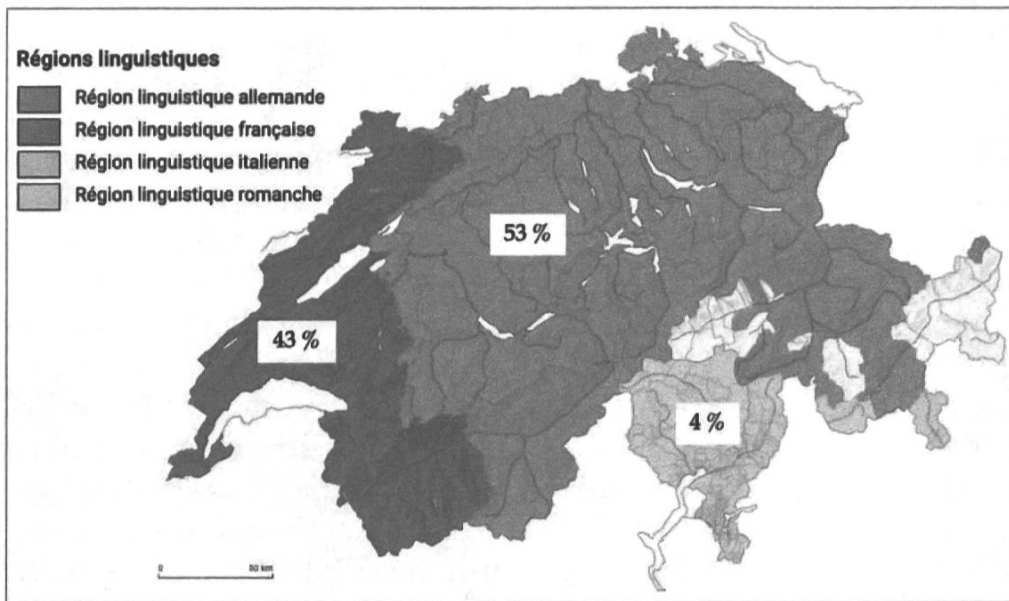 Régions linguistiques
Région linguistique allemande
Région linguistique française
Région linguistique italienne
Région linguistique romanche
53 %
43 %
4 %
0 50 km